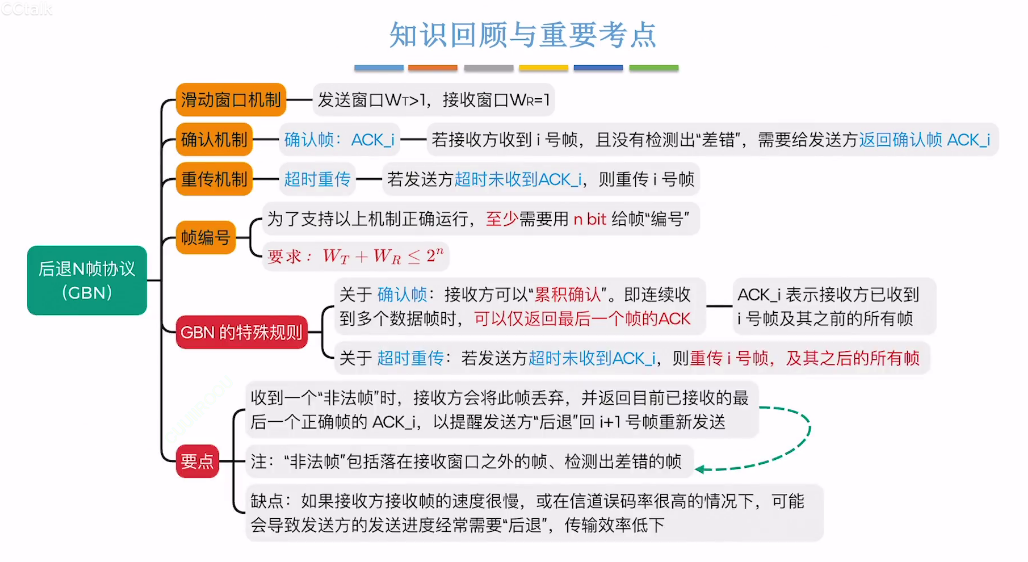 CCtalk
知识回顾与重要考点
后退N帧协议
（GBN）
滑动窗口机制
发送窗口WT>1，接收窗口WR=1
确认机制
确认帧：ACK_i
若接收方收到 i 号帧，且没有检测出“差错”，需要给发送方返回确认帧 ACK_i
重传机制
超时重传
若发送方超时未收到ACK_i，则重传 i 号帧
帧编号
为了支持以上机制正确运行，至少需要用 n bit 给帧“编号”
要求：W_T + W_R ≤ 2^n
GBN 的特殊规则
关于 确认帧：接收方可以“累积确认”。即连续收
到多个数据帧时，可以仅返回最后一个帧的ACK
ACK_i 表示接收方已收到
i 号帧及其之前的所有帧
关于 超时重传：若发送方超时未收到ACK_i，则重传 i 号帧，及其之后的所有帧
要点
收到一个“非法帧”时，接收方会将此帧丢弃，并返回目前已接收的最
后一个正确帧的 ACK_i，以提醒发送方“后退”回 i+1 号帧重新发送
注：“非法帧”包括落在接收窗口之外的帧、检测出差错的帧
缺点：如果接收方接收帧的速度很慢，或在信道误码率很高的情况下，可能
会导致发送方的发送进度经常需要“后退”，传输效率低下